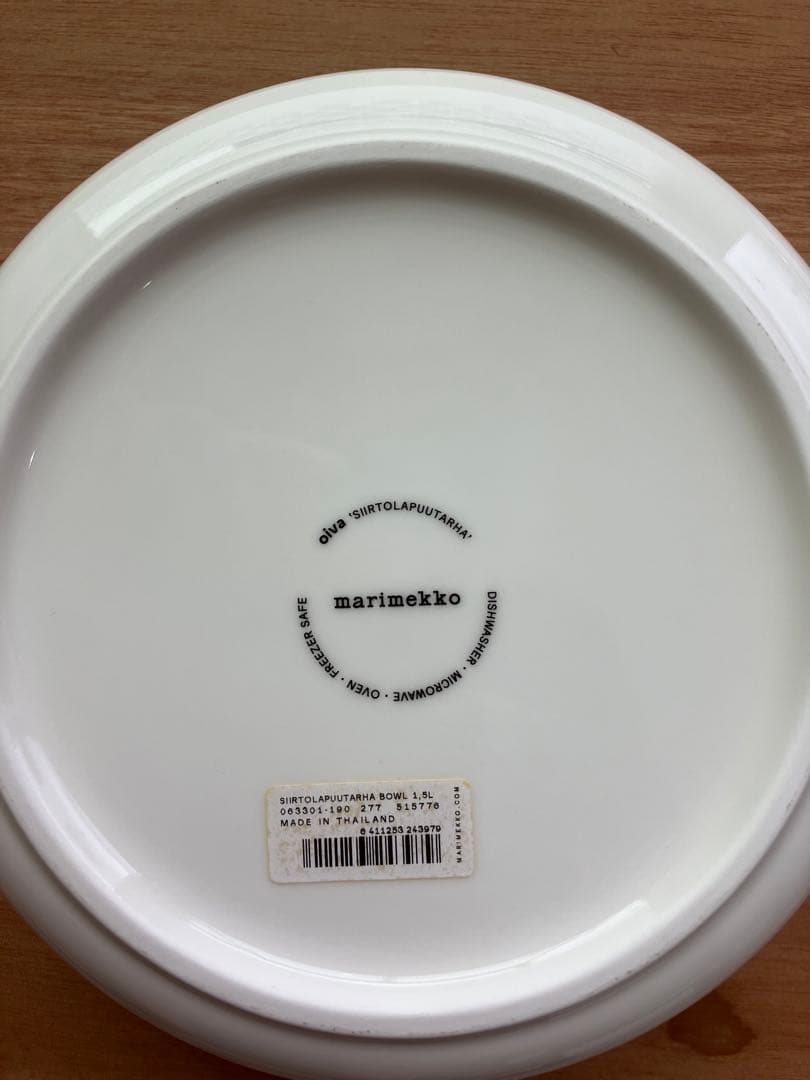 oiva 'SIIRTOLAPUUTARHA'
marimekko
DISHWASHER · MICROWAVE · OVEN · FREEZER SAFE
SIIRTOLAPUUTARHA BOWL 1,5L
063301-190 277 515776
MADE IN THAILAND
6 411253 243979
MARIMEKKO.COM